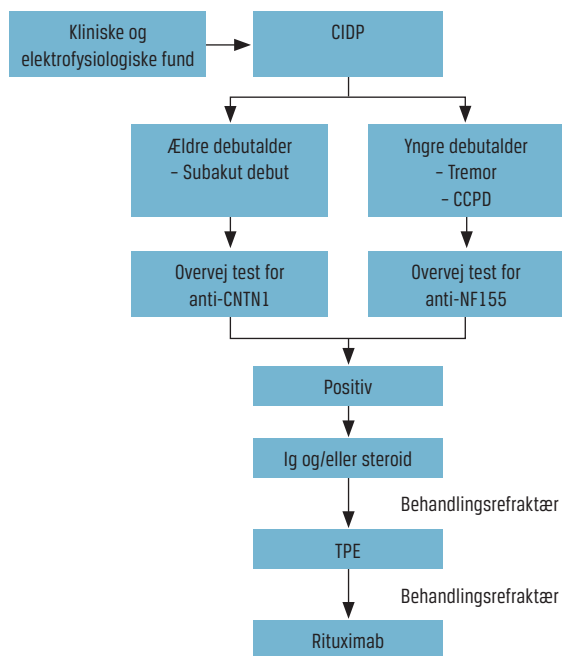 Kliniske og
elektrofysiologiske fund
CIDP
Ældre debutalder
– Subakut debut
Yngre debutalder
– Tremor
– CCPD
Overvej test for
anti-CNTN1
Overvej test for
anti-NF155
Positiv
Ig og/eller steroid
Behandlingsrefraktær
TPE
Behandlingsrefraktær
Rituximab